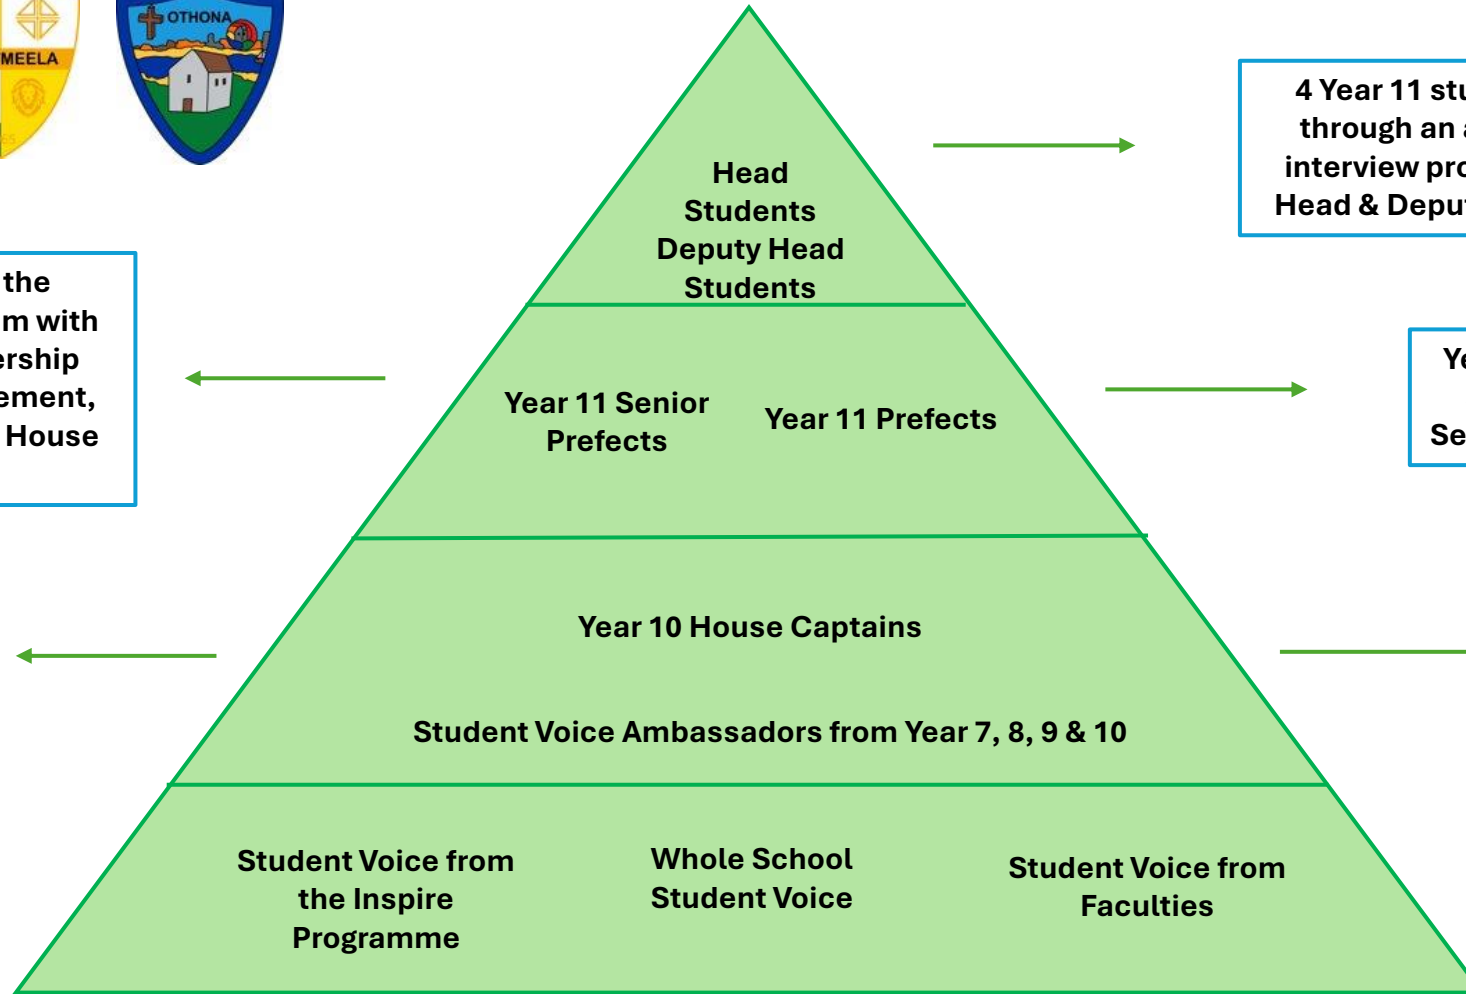 MEELA
OTHONA
4 Year 11
through an
interview
Head &
the
with
House
Head
Students
Deputy Head
Students
Year 11 Senior
Prefects
Year 11 Prefects
Year 10 House Captains
Student Voice Ambassadors from Year 7, 8, 9 & 10
Student Voice from
the Inspire
Programme
Whole School
Student Voice
Student Voice from
Faculties